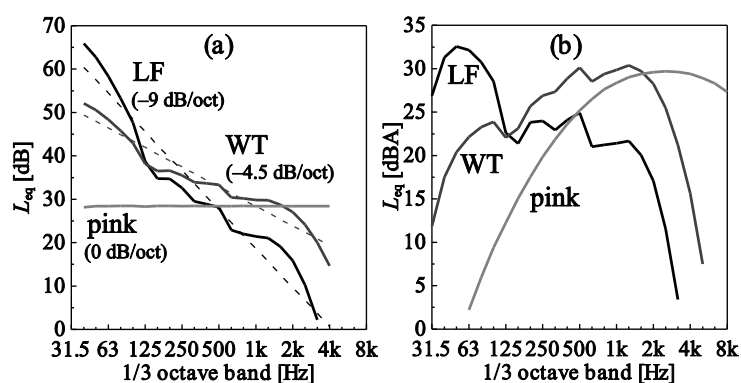 (a)
L_eq [dB]
70
60
50
40
30
20
10
0
LF
(–9 dB/oct)
WT
(–4.5 dB/oct)
pink
(0 dB/oct)
31.5 63 125 250 500 1k 2k 4k 8k
1/3 octave band [Hz]
(b)
L_eq [dBA]
35
30
25
20
15
10
5
0
LF
WT
pink
31.5 63 125 250 500 1k 2k 4k 8k
1/3 octave band [Hz]